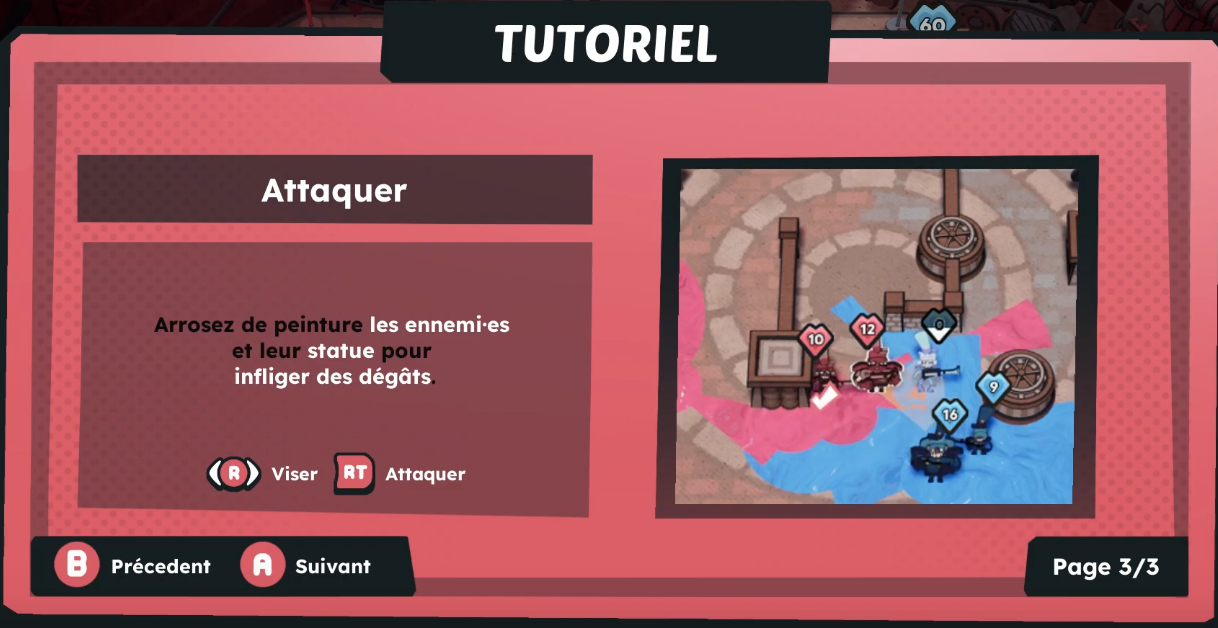 60
TUTORIEL
Attaquer
Arrosez de peinture les ennemi·es
et leur statue pour
infliger des dégâts.
R Viser RT Attaquer
10
12
0
9
16
B Précedent A Suivant
Page 3/3